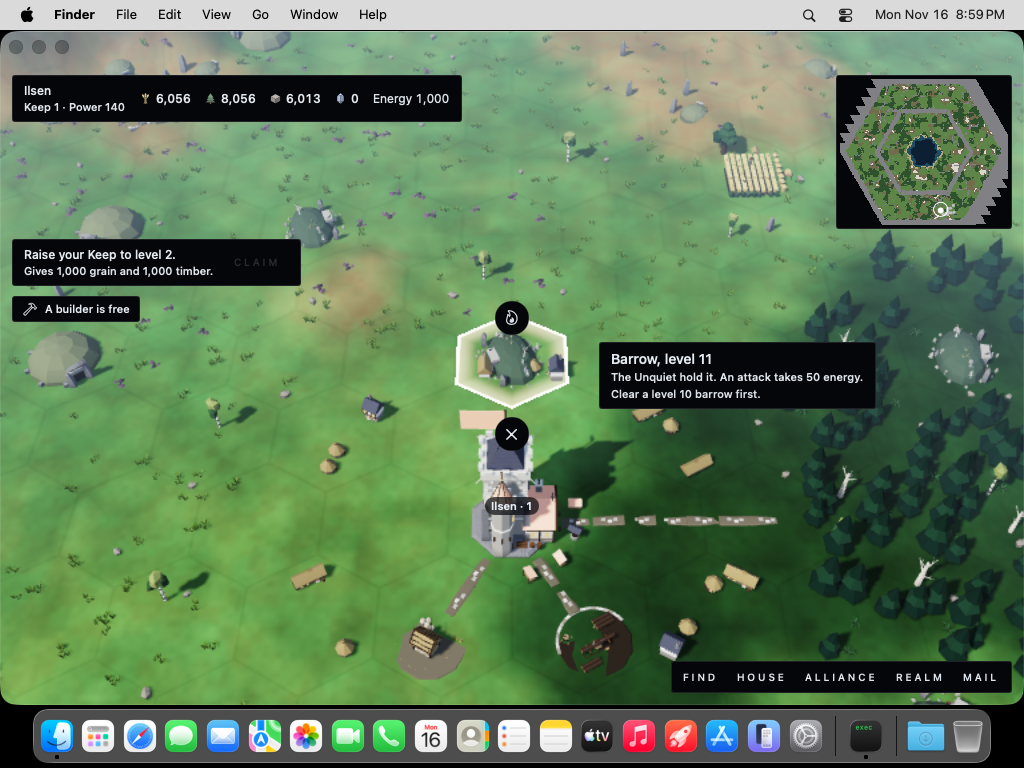 Finder File Edit View Go Window Help Mon Nov 16 8:59 PM
Ilsen
Keep 1 · Power 140
6,056 8,056 6,013 0 Energy 1,000
Raise your Keep to level 2.
Gives 1,000 grain and 1,000 timber.
CLAIM
A builder is free
Barrow, level 11
The Unquiet hold it. An attack takes 50 energy.
Clear a level 10 barrow first.
Ilsen · 1
FIND HOUSE ALLIANCE REALM MAIL
Mon
16
tv
exec